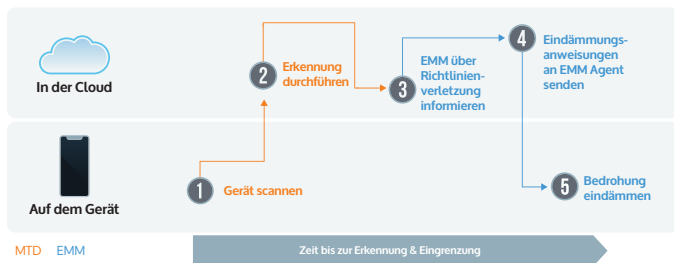 In der Cloud
2
Erkennung
durchführen
3
EMM über
Richtlinien-
verletzung
informieren
4
Eindämmungs-
anweisungen
an EMM Agent
senden
Auf dem Gerät
1
Gerät scannen
5
Bedrohung
eindämmen
MTD EMM
Zeit bis zur Erkennung & Eingrenzung